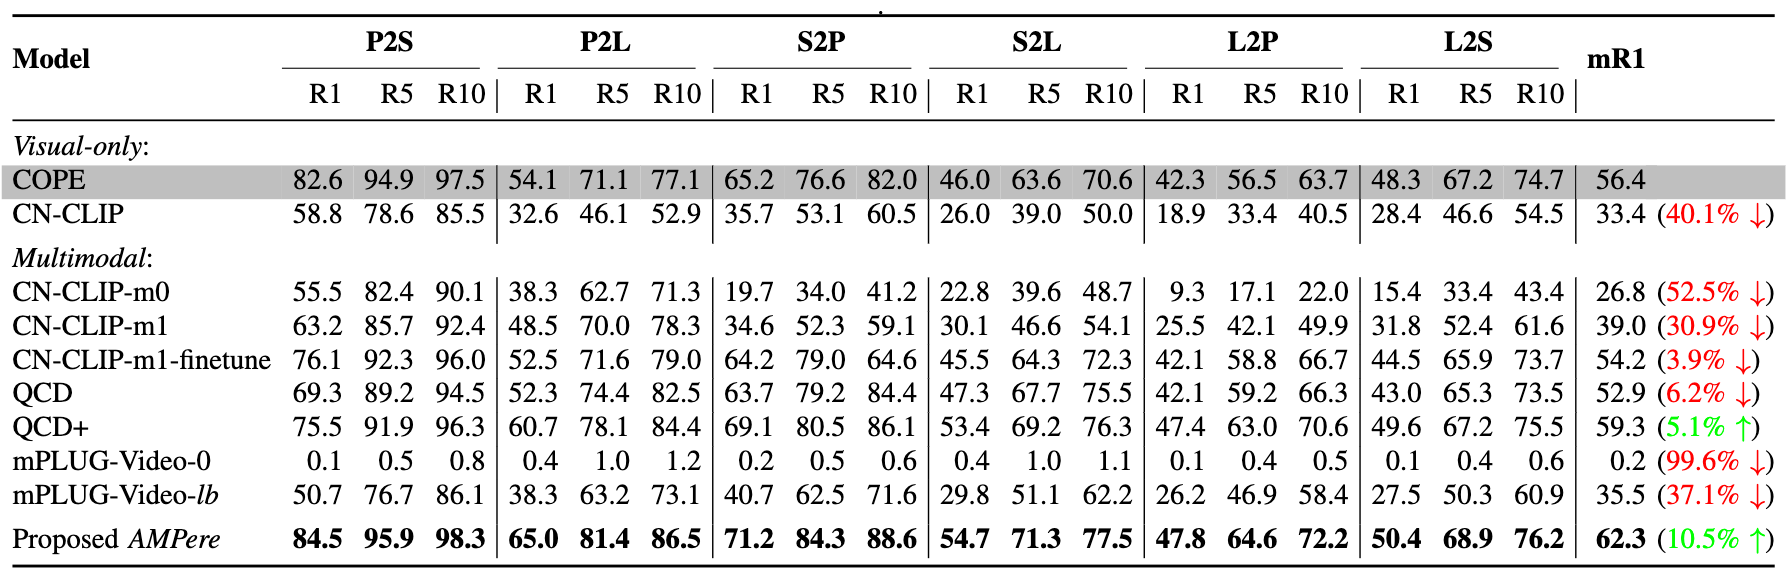 Model P2S P2L S2P S2L L2P L2S mR1
R1 R5 R10 R1 R5 R10 R1 R5 R10 R1 R5 R10 R1 R5 R10 R1 R5 R10
Visual-only:
COPE 82.6 94.9 97.5 54.1 71.1 77.1 65.2 76.6 82.0 46.0 63.6 70.6 42.3 56.5 63.7 48.3 67.2 74.7 56.4
CN-CLIP 58.8 78.6 85.5 32.6 46.1 52.9 35.7 53.1 60.5 26.0 39.0 50.0 18.9 33.4 40.5 28.4 46.6 54.5 33.4 (40.1% ↓)
Multimodal:
CN-CLIP-m0 55.5 82.4 90.1 38.3 62.7 71.3 19.7 34.0 41.2 22.8 39.6 48.7 9.3 17.1 22.0 15.4 33.4 43.4 26.8 (52.5% ↓)
CN-CLIP-m1 63.2 85.7 92.4 48.5 70.0 78.3 34.6 52.3 59.1 30.1 46.6 54.1 25.5 42.1 49.9 31.8 52.4 61.6 39.0 (30.9% ↓)
CN-CLIP-m1-finetune 76.1 92.3 96.0 52.5 71.6 79.0 64.2 79.0 64.6 45.5 64.3 72.3 42.1 58.8 66.7 44.5 65.9 73.7 54.2 (3.9% ↓)
QCD 69.3 89.2 94.5 52.3 74.4 82.5 63.7 79.2 84.4 47.3 67.7 75.5 42.1 59.2 66.3 43.0 65.3 73.5 52.9 (6.2% ↓)
QCD+ 75.5 91.9 96.3 60.7 78.1 84.4 69.1 80.5 86.1 53.4 69.2 76.3 47.4 63.0 70.6 49.6 67.2 75.5 59.3 (5.1% ↑)
mPLUG-Video-0 0.1 0.5 0.8 0.4 1.0 1.2 0.2 0.5 0.6 0.4 1.0 1.1 0.1 0.4 0.5 0.1 0.4 0.6 0.2 (99.6% ↓)
mPLUG-Video-lb 50.7 76.7 86.1 38.3 63.2 73.1 40.7 62.5 71.6 29.8 51.1 62.2 26.2 46.9 58.4 27.5 50.3 60.9 35.5 (37.1% ↓)
Proposed AMPere 84.5 95.9 98.3 65.0 81.4 86.5 71.2 84.3 88.6 54.7 71.3 77.5 47.8 64.6 72.2 50.4 68.9 76.2 62.3 (10.5% ↑)